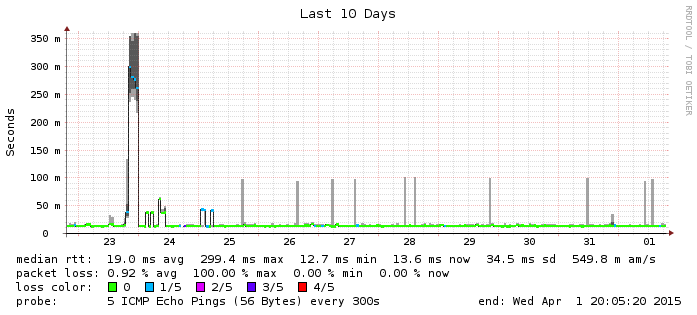 Last 10 Days
RRDTOOL / TOBI OETIKER
Seconds
350 m
300 m
250 m
200 m
150 m
100 m
50 m
0
23 24 25 26 27 28 29 30 31 01
median rtt: 19.0 ms avg 299.4 ms max 12.7 ms min 13.6 ms now 34.5 ms sd 549.8 m am/s
packet loss: 0.92 % avg 100.00 % max 0.00 % min 0.00 % now
loss color: 0 1/5 2/5 3/5 4/5
probe: 5 ICMP Echo Pings (56 Bytes) every 300s end: Wed Apr 1 20:05:20 2015